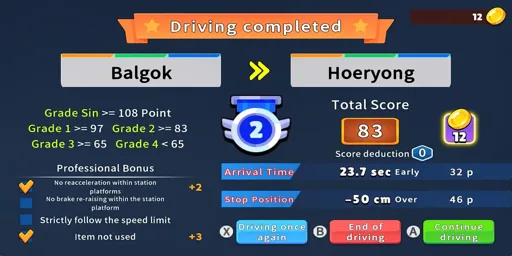 Driving completed
12
Balgok
Hoeryong
Grade Sin >= 108 Point
Grade 1 >= 97 Grade 2 >= 83
Grade 3 >= 65 Grade 4 < 65
2
Total Score
83
12
Score deduction 0
Professional Bonus
No reacceleration within station
platforms
+2
No brake re-raising within the station
platform
Strictly follow the speed limit
Item not used
+3
Arrival Time
23.7 sec Early
32 p
Stop Position
-50 cm Over
46 p
X Driving once
again
B End of
driving
A Continue
driving